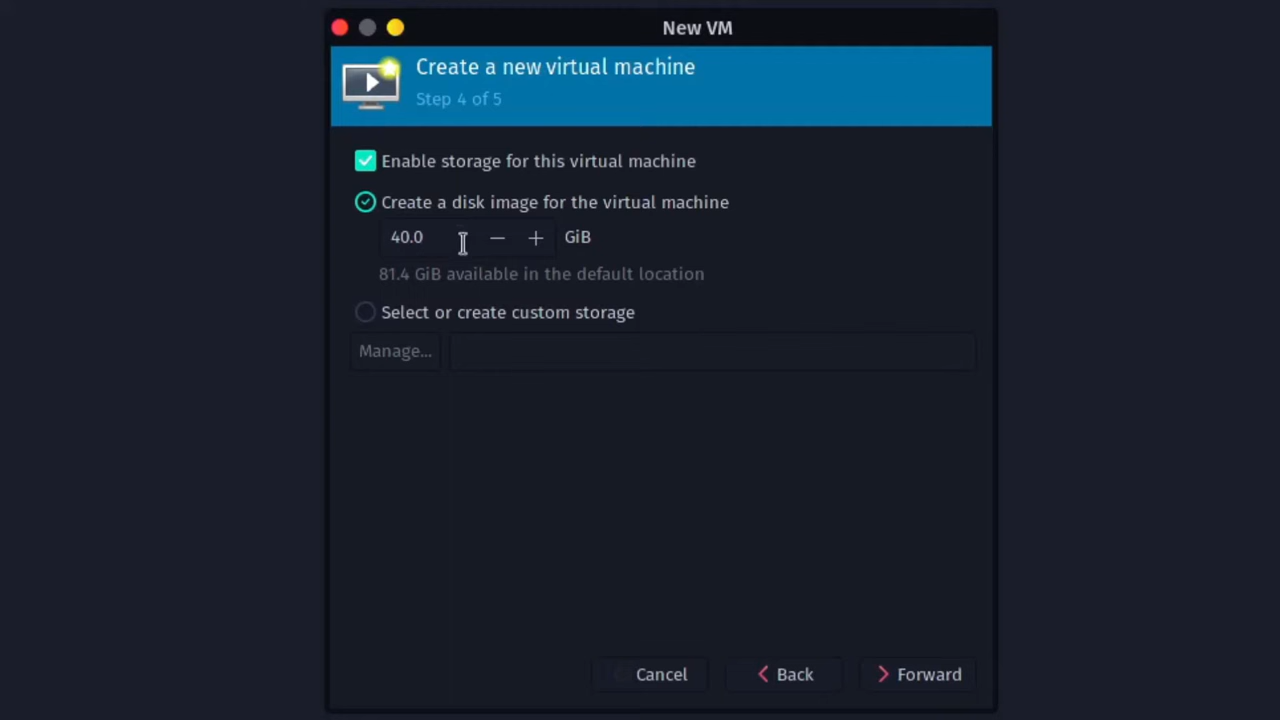 New VM
Create a new virtual machine
Step 4 of 5
Enable storage for this virtual machine
Create a disk image for the virtual machine
40.0 − + GiB
81.4 GiB available in the default location
Select or create custom storage
Manage...
Cancel Back Forward